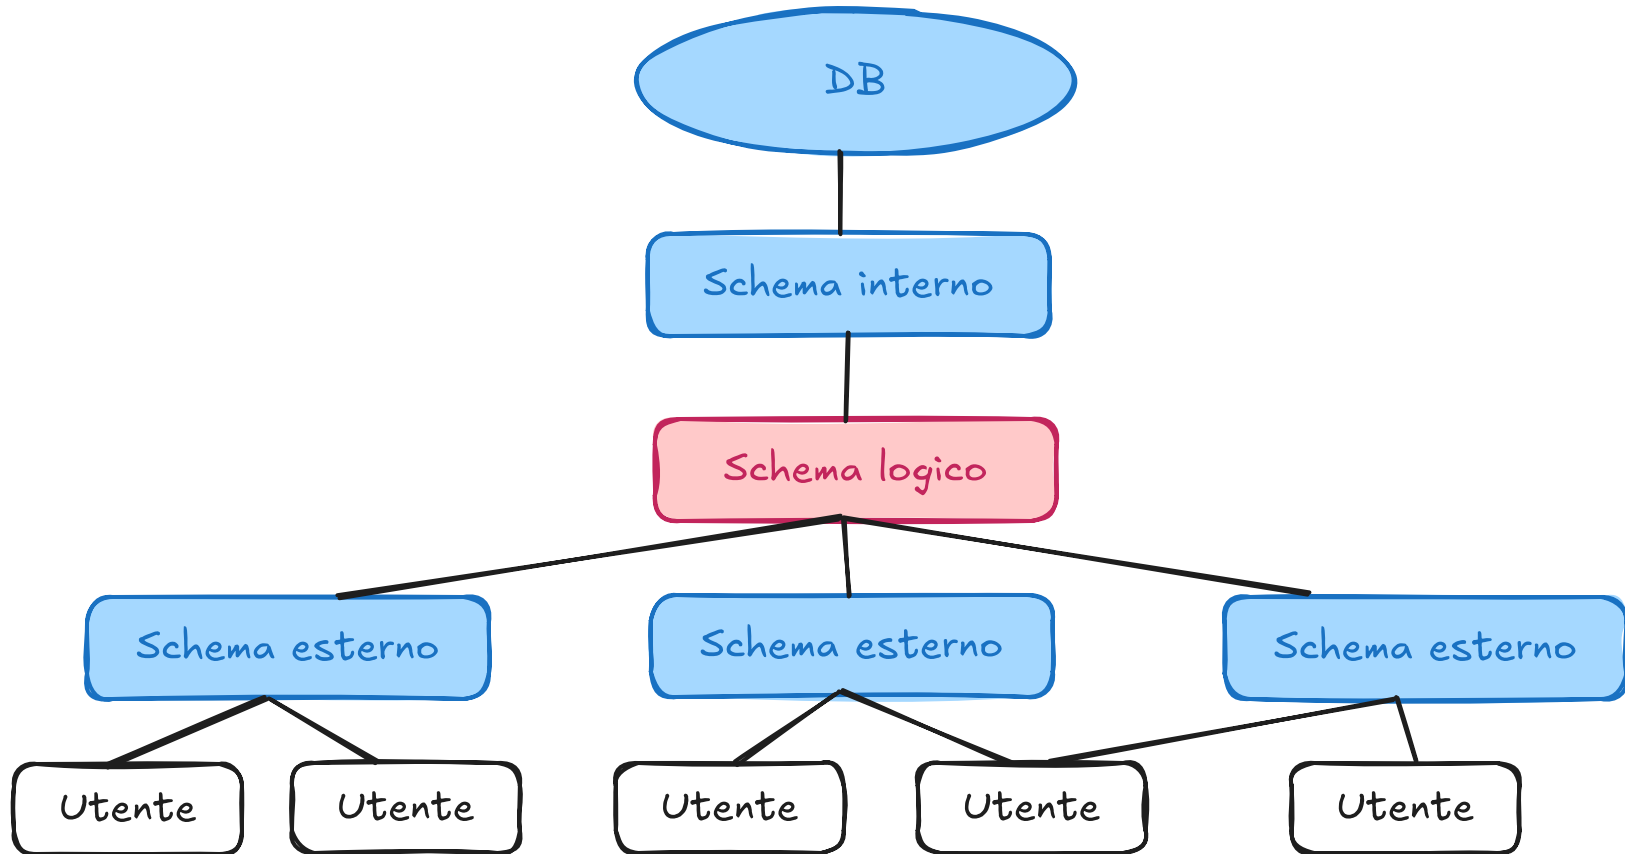 DB
Schema interno
Schema logico
Schema esterno
Schema esterno
Schema esterno
Utente
Utente
Utente
Utente
Utente